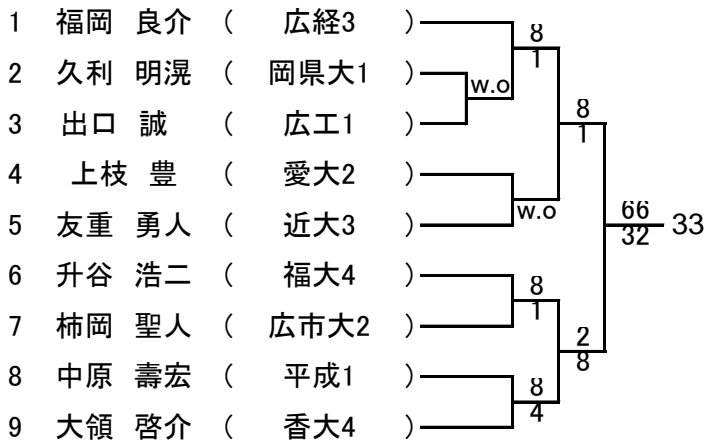 1 福岡 良介 ( 広経3 )
8
1
2 久利 明滉 ( 岡県大1 )
w.o
8
1
3 出口 誠 ( 広工1 )
4 上枝 豊 ( 愛大2 )
w.o
5 友重 勇人 ( 近大3 )
66
32
33
6 升谷 浩二 ( 福大4 )
8
1
7 柿岡 聖人 ( 広市大2 )
2
8
8 中原 壽宏 ( 平成1 )
8
4
9 大領 啓介 ( 香大4 )